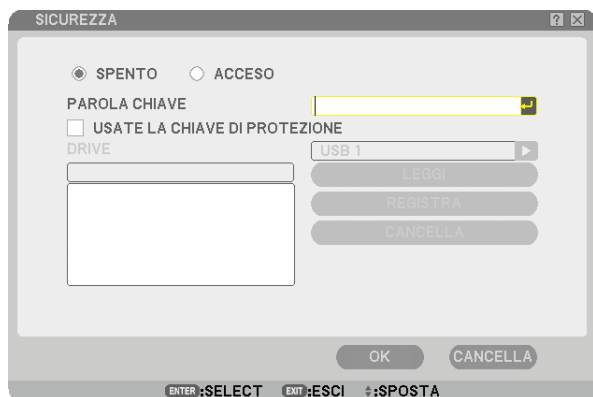 SICUREZZA ?
SPENTO ACCESO
PAROLA CHIAVE
USATE LA CHIAVE DI PROTEZIONE
DRIVE USB 1
LEGGI
REGISTRA
CANCELLA
OK CANCELLA
ENTER:SELECT EXIT:ESCI :SPOSTA